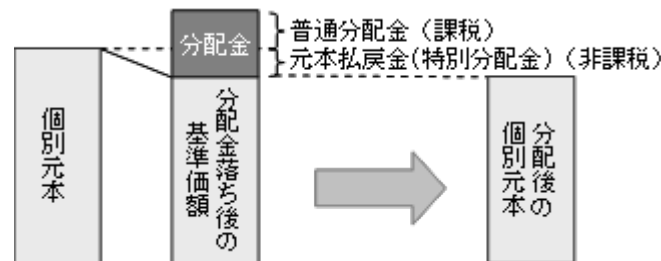 分配金
普通分配金（課税）
元本払戻金(特別分配金)（非課税）
個別元本
分配金落ち後の
基準価額
分配後の
個別元本